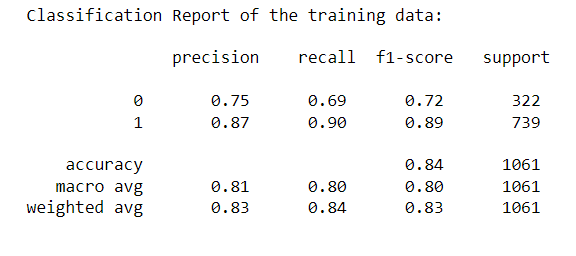 Classification Report of the training data:
precision recall f1-score support
0 0.75 0.69 0.72 322
1 0.87 0.90 0.89 739
accuracy 0.84 1061
macro avg 0.81 0.80 0.80 1061
weighted avg 0.83 0.84 0.83 1061